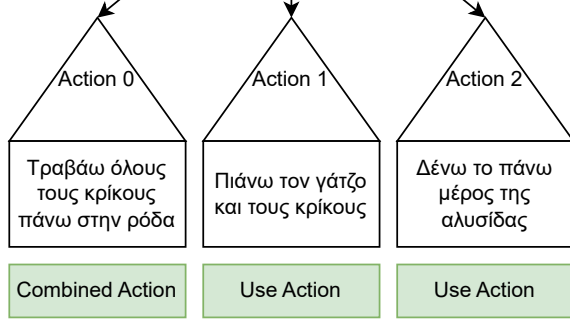 Action 0
Τραβάω όλους
τους κρίκους
πάνω στην ρόδα
Combined Action
Action 1
Πιάνω τον γάτζο
και τους κρίκους
Use Action
Action 2
Δένω το πάνω
μέρος της
αλυσίδας
Use Action